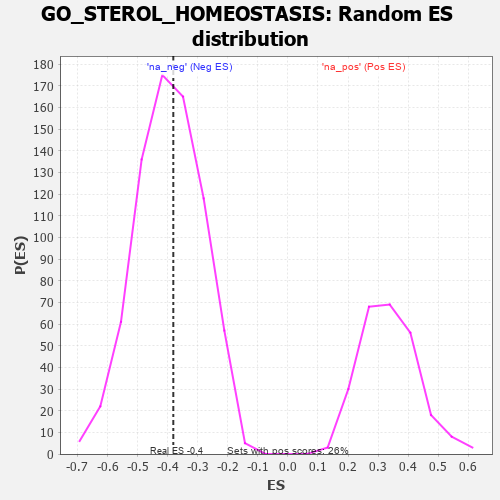 GO_STEROL_HOMEOSTASIS: Random ES
distribution
'na_neg' (Neg ES)
'na_pos' (Pos ES)
180
170
160
150
140
130
120
110
100
90
80
70
60
50
40
30
20
10
0
P(ES)
Real ES -0.4
Sets with pos scores: 26%
-0.7 -0.6 -0.5 -0.4 -0.3 -0.2 -0.1 0.0 0.1 0.2 0.3 0.4 0.5 0.6
ES